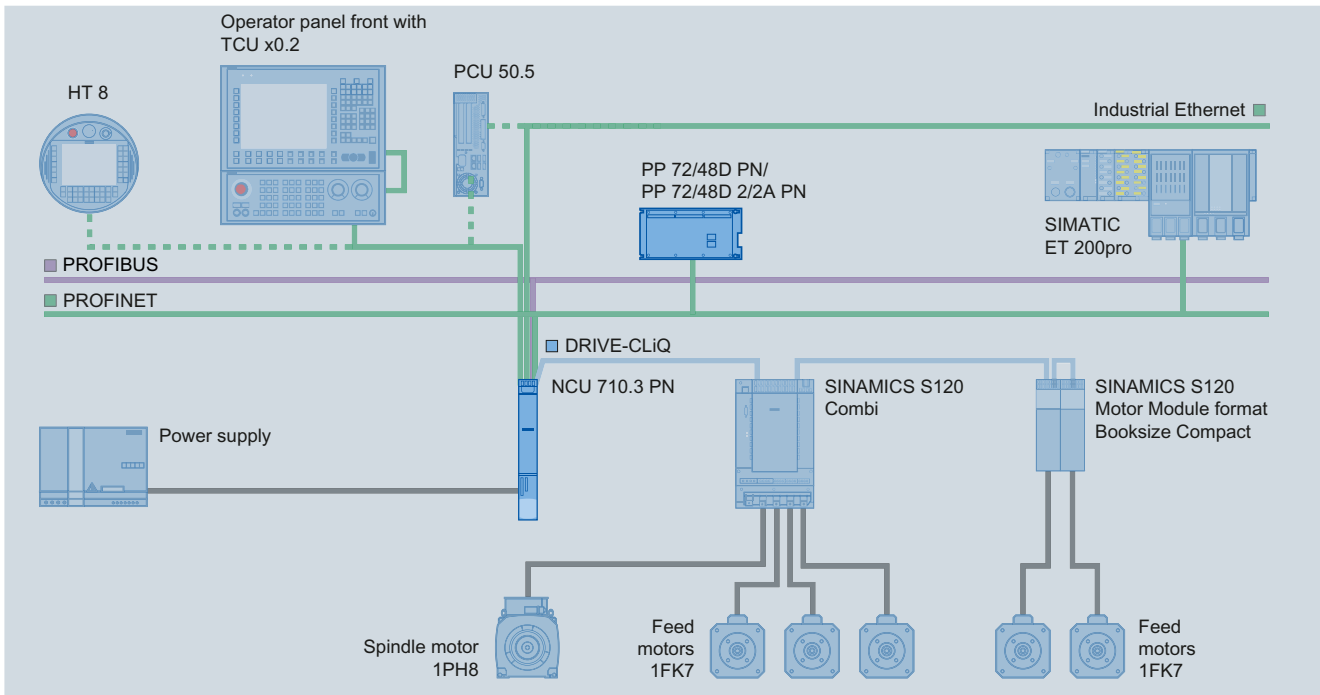 Operator panel front with
TCU x0.2
PCU 50.5
HT 8
Industrial Ethernet
PP 72/48D PN/
PP 72/48D 2/2A PN
SIMATIC
ET 200pro
PROFIBUS
PROFINET
DRIVE-CLiQ
NCU 710.3 PN
SINAMICS S120
Combi
SINAMICS S120
Motor Module format
Booksize Compact
Power supply
Spindle motor
1PH8
Feed
motors
1FK7
Feed
motors
1FK7